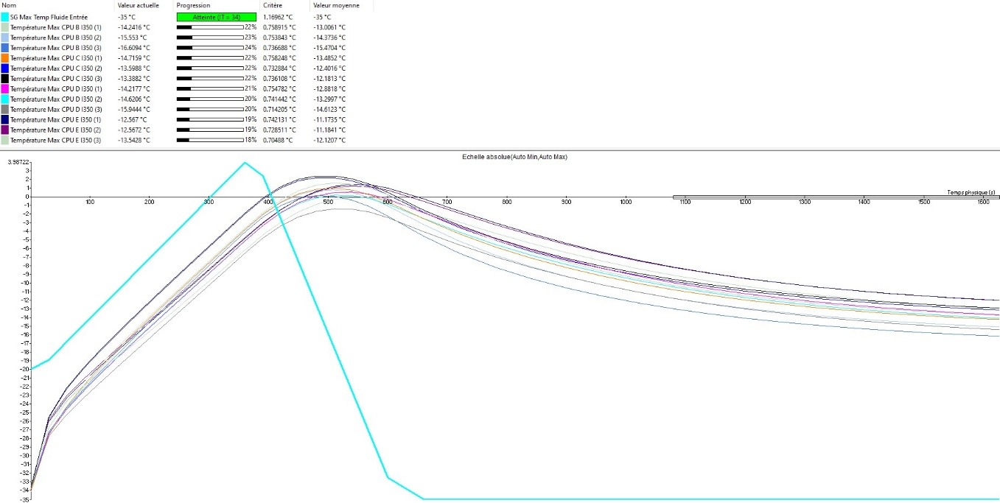 Nom Valeur actuelle Progression Critère Valeur moyenne
SG Max Temp Fluide Entrée -35 °C Atteinte (IT = 34) 1.16962 °C -35 °C
Température Max CPU B I350 (1) -14.2416 °C 22% 0.758915 °C -13.0061 °C
Température Max CPU B I350 (2) -15.553 °C 23% 0.753843 °C -14.3736 °C
Température Max CPU B I350 (3) -16.6094 °C 24% 0.736688 °C -15.4704 °C
Température Max CPU C I350 (1) -14.7159 °C 22% 0.758248 °C -13.4852 °C
Température Max CPU C I350 (2) -13.5988 °C 22% 0.732884 °C -12.4016 °C
Température Max CPU C I350 (3) -13.3882 °C 22% 0.736108 °C -12.1813 °C
Température Max CPU D I350 (1) -14.2177 °C 21% 0.754782 °C -12.8818 °C
Température Max CPU D I350 (2) -14.6206 °C 20% 0.741442 °C -13.2997 °C
Température Max CPU D I350 (3) -15.9444 °C 20% 0.714205 °C -14.6123 °C
Température Max CPU E I350 (1) -12.567 °C 19% 0.742131 °C -11.1735 °C
Température Max CPU E I350 (2) -12.5672 °C 19% 0.728511 °C -11.1841 °C
Température Max CPU E I350 (3) -13.5428 °C 18% 0.70488 °C -12.1207 °C
Echelle absolue(Auto Min,Auto Max)
3.98722
3
2
1
Temps physique (s)
0
100 200 300 400 500 600 700 800 900 1000 1100 1200 1300 1400 1500 1600
-1
-2
-3
-4
-5
-6
-7
-8
-9
-10
-11
-12
-13
-14
-15
-16
-17
-18
-19
-20
-21
-22
-23
-24
-25
-26
-27
-28
-29
-30
-31
-32
-33
-34
-35